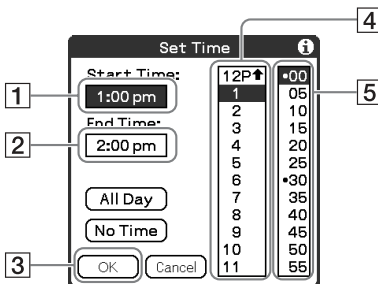 4
Set Time i
Start Time:
1
1:00 pm
End Time:
2
2:00 pm
All Day
No Time
3
OK
Cancel
12P
1
2
3
4
5
6
7
8
9
10
11
5
•00
05
10
15
20
25
•30
35
40
45
50
55